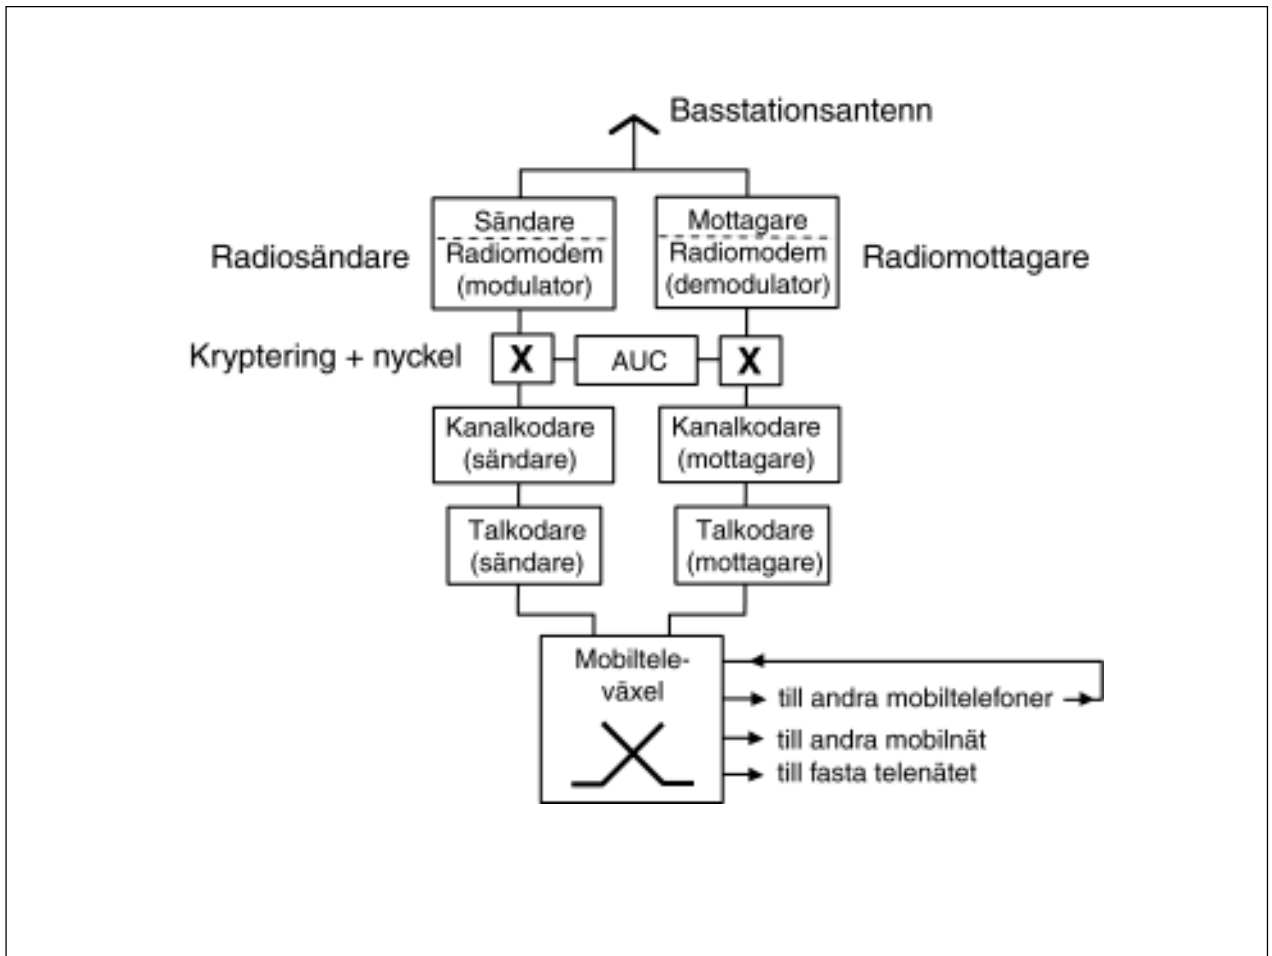 Basstationsantenn
Sändare
Radiomodem
(modulator)
Mottagare
Radiomodem
(demodulator)
Radiosändare
Radiomottagare
Kryptering + nyckel
X
AUC
X
Kanalkodare
(sändare)
Kanalkodare
(mottagare)
Talkodare
(sändare)
Talkodare
(mottagare)
Mobiltele-
växel
till andra mobiltelefoner
till andra mobilnät
till fasta telenätet